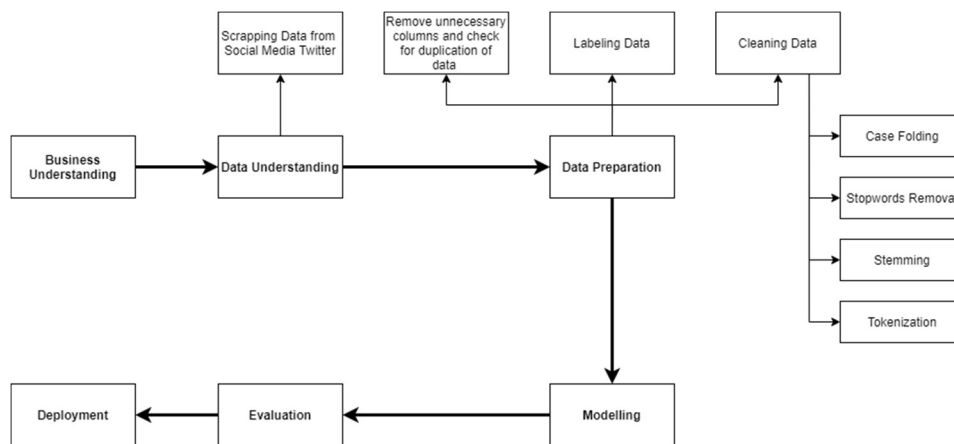 Scrapping Data from
Social Media Twitter
Remove unnecessary
columns and check
for duplication of
data
Labeling Data
Cleaning Data
Business
Understanding
Data Understanding
Data Preparation
Case Folding
Stopwords Remova
Stemming
Tokenization
Deployment
Evaluation
Modelling